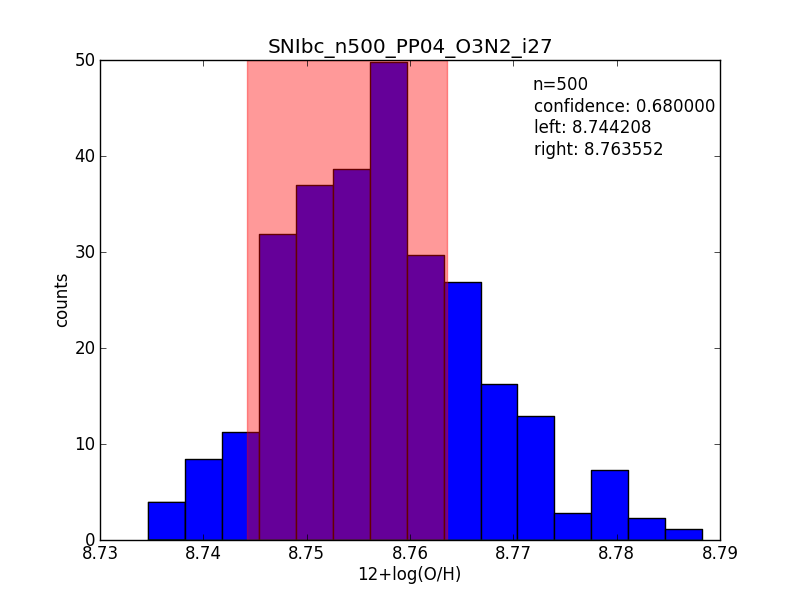 SNIbc_n500_PP04_O3N2_i27
n=500
confidence: 0.680000
left: 8.744208
right: 8.763552
50
40
30
20
10
0
counts
8.73 8.74 8.75 8.76 8.77 8.78 8.79
12+log(O/H)